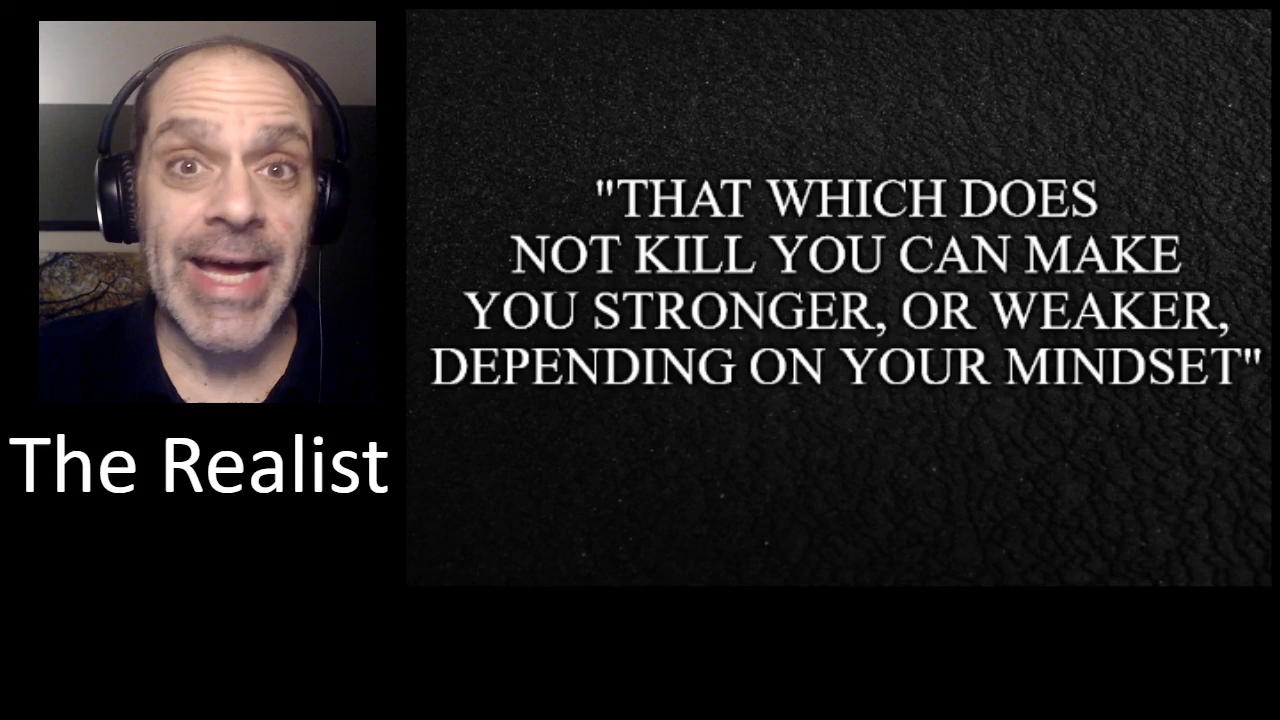 "THAT WHICH DOES
NOT KILL YOU CAN MAKE
YOU STRONGER, OR WEAKER,
DEPENDING ON YOUR MINDSET"
The Realist